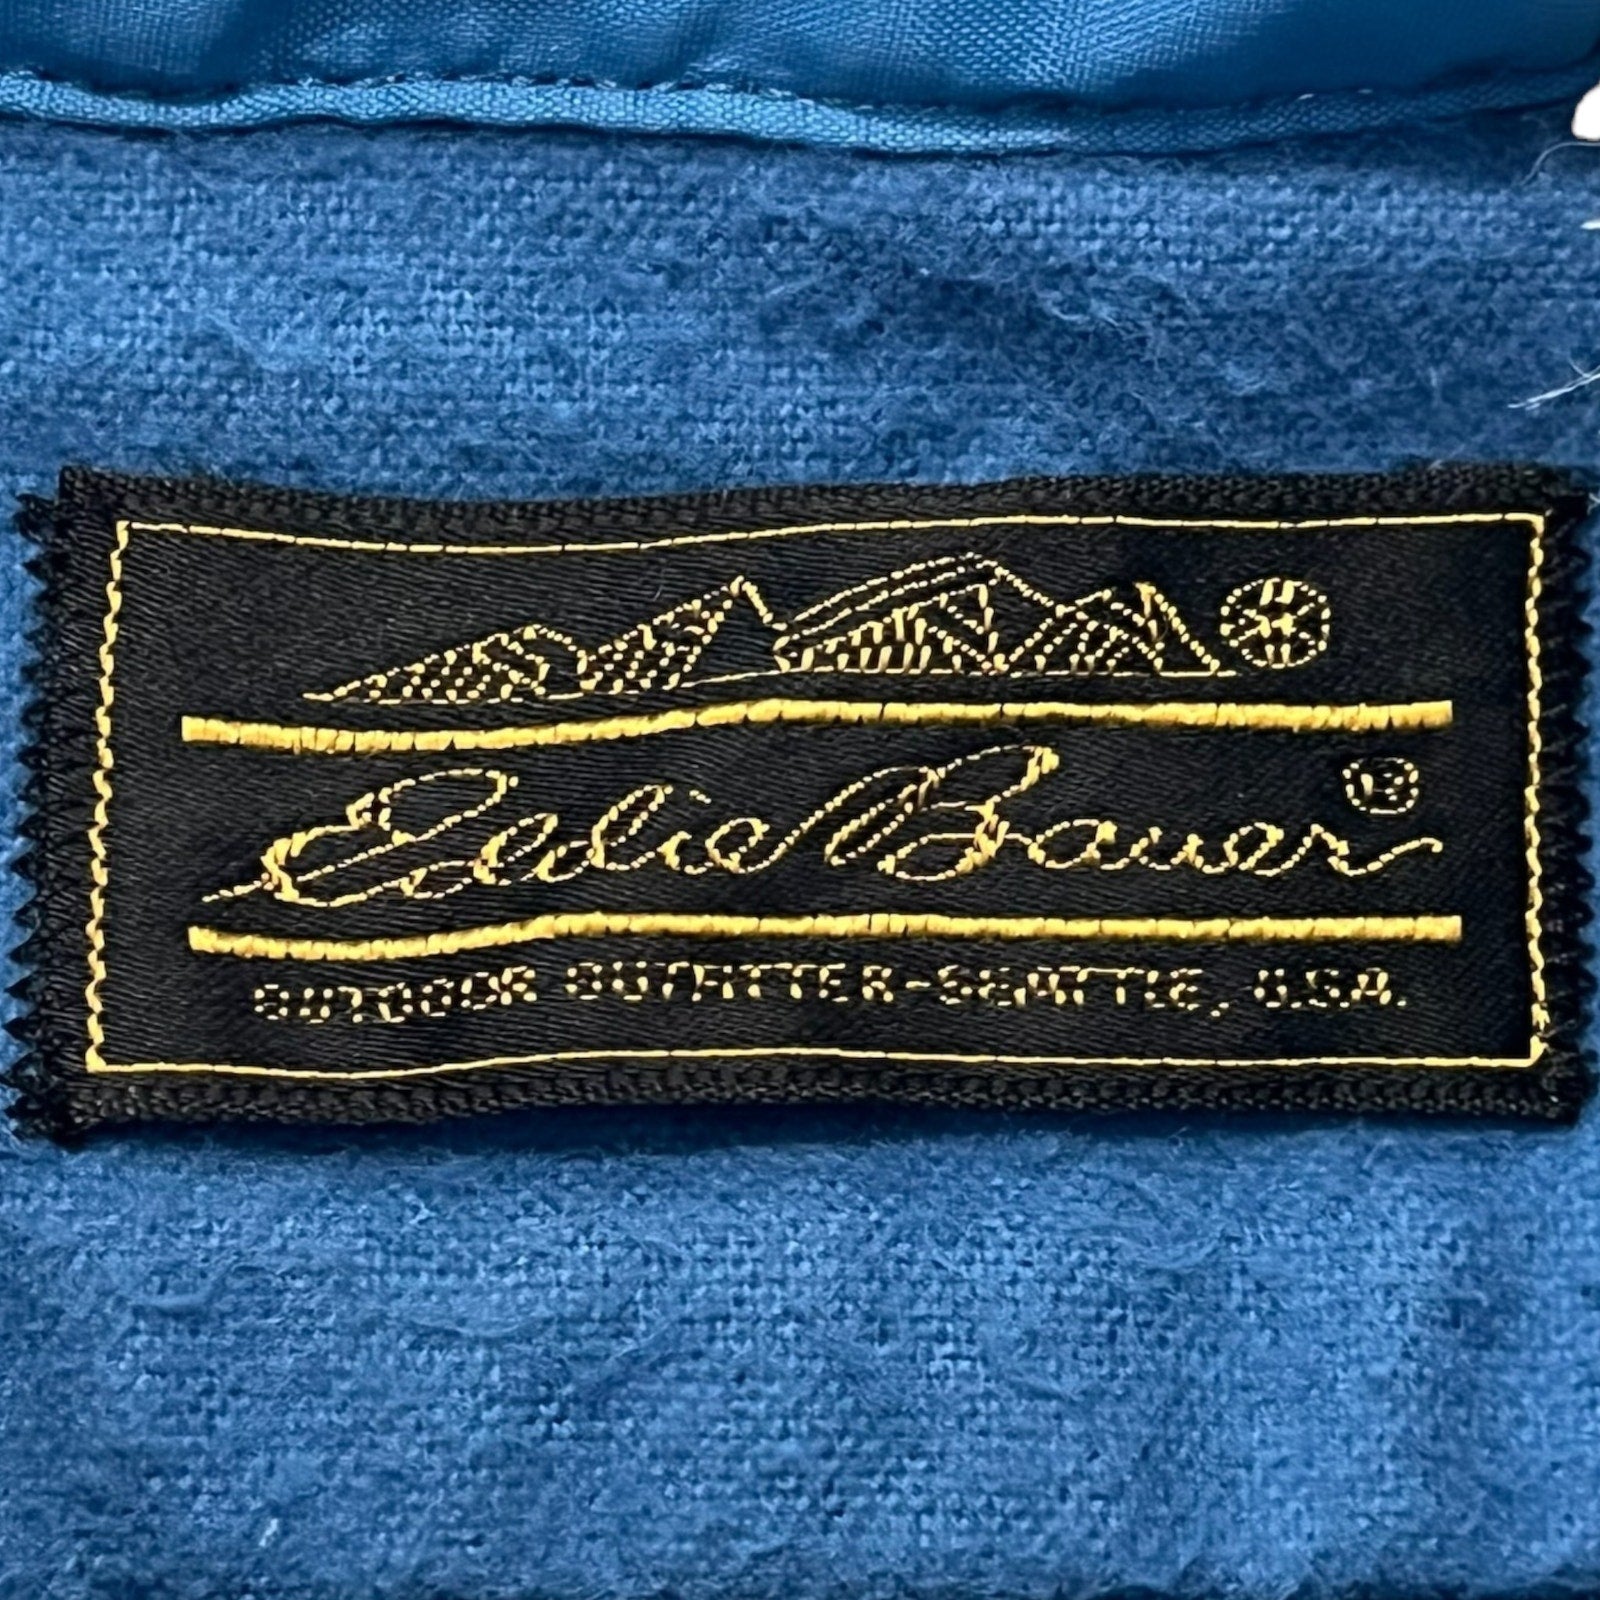 Eddie Bauer®
OUTDOOR OUTFITTER-SEATTLE, U.S.A.